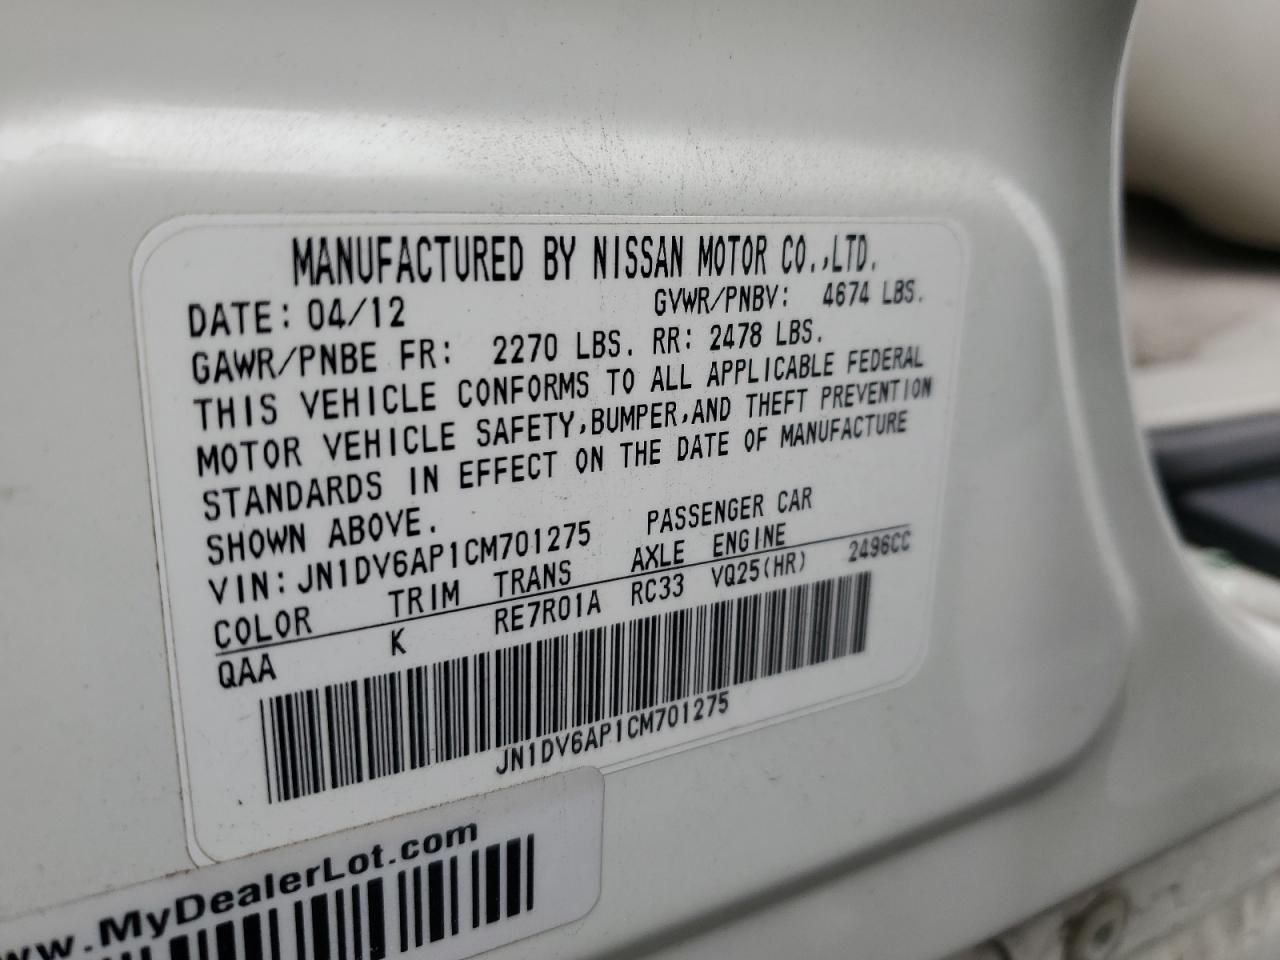 MANUFACTURED BY NISSAN MOTOR CO.,LTD.
DATE: 04/12 GVWR/PNBV: 4674 LBS.
GAWR/PNBE FR: 2270 LBS. RR: 2478 LBS.
THIS VEHICLE CONFORMS TO ALL APPLICABLE FEDERAL
MOTOR VEHICLE SAFETY,BUMPER,AND THEFT PREVENTION
STANDARDS IN EFFECT ON THE DATE OF MANUFACTURE
SHOWN ABOVE.
VIN: JN1DV6AP1CM701275 PASSENGER CAR
COLOR TRIM TRANS AXLE ENGINE
QAA K RE7R01A RC33 VQ25(HR) 2496CC
JN1DV6AP1CM701275
ww.MyDealerLot.com